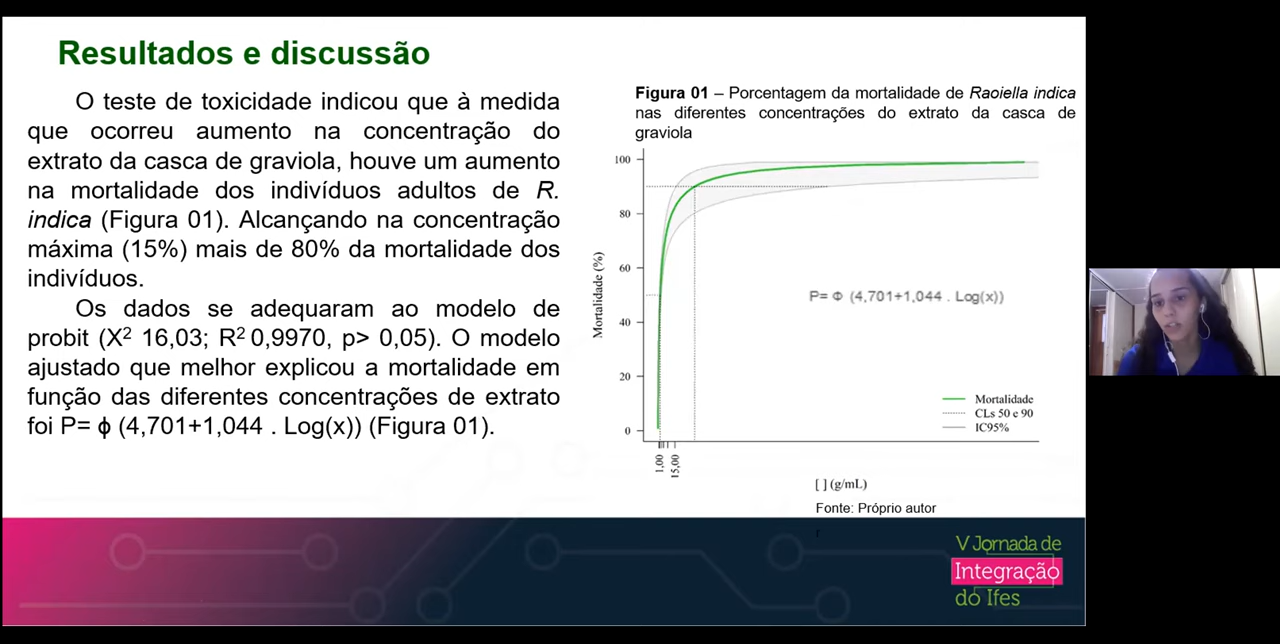 Resultados e discussão
O teste de toxicidade indicou que à medida
que ocorreu aumento na concentração do
extrato da casca de graviola, houve um aumento
na mortalidade dos indivíduos adultos de R.
indica (Figura 01). Alcançando na concentração
máxima (15%) mais de 80% da mortalidade dos
indivíduos.
Os dados se adequaram ao modelo de
probit (X² 16,03; R² 0,9970, p> 0,05). O modelo
ajustado que melhor explicou a mortalidade em
função das diferentes concentrações de extrato
foi P= ϕ (4,701+1,044 . Log(x)) (Figura 01).
Figura 01 – Porcentagem da mortalidade de Raoiella indica
nas diferentes concentrações do extrato da casca de
graviola
100
80
60
40
20
0
Mortalidade (%)
P= Φ (4,701+1,044 . Log(x))
Mortalidade
CLs 50 e 90
IC95%
1,00
15,00
[ ] (g/mL)
Fonte: Próprio autor
r
V Jornada de
Integração
do Ifes